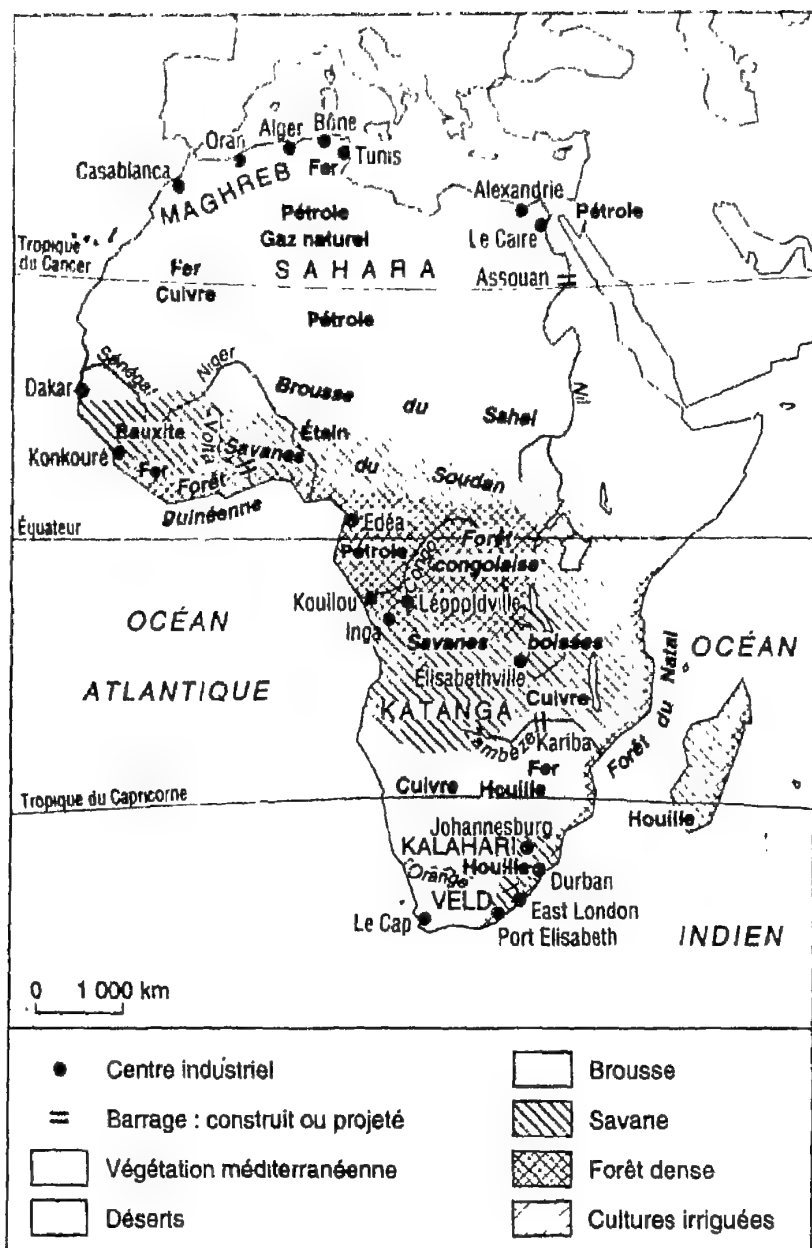 Oran
Alger
Bône
Tunis
Casablanca
MAGHREB
Fer
Alexandrie
Pétrole
Pétrole
Gaz naturel
Le Caire
Tropique
du Cancer
Fer
Cuivre
SAHARA
Assouan
Pétrole
Sénégal
Niger
Nil
Dakar
Brousse du Sahel
Bauxite
Volta
Savanes
Étain
du Soudan
Konkouré
Fer
Forêt
Guinéenne
Équateur
Edéa
Pétrole
Congo
Forêt
congolaise
Kouilou
Léopoldville
Inga
OCÉAN
ATLANTIQUE
Savanes boisées
Élisabethville
Cuivre
KATANGA
Zambèze
Kariba
Forêt du Natal
OCÉAN
Fer
Cuivre
Houille
Tropique du Capricorne
Houille
Johannesburg
KALAHARI
Houille
Orange
Durban
VELD
East London
Le Cap
Port Elisabeth
INDIEN
0 1 000 km
Centre industriel
Barrage : construit ou projeté
Végétation méditerranéenne
Déserts
Brousse
Savane
Forêt dense
Cultures irriguées